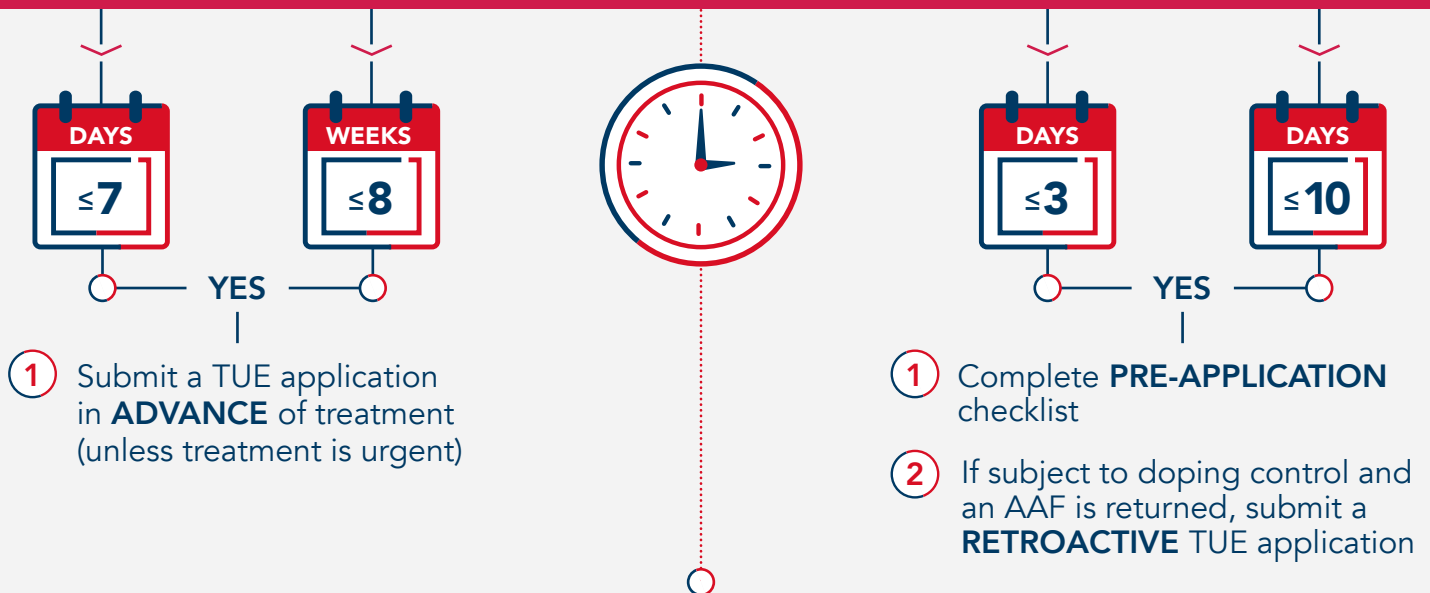 DAYS
≤7
WEEKS
≤8
YES
1 Submit a TUE application
in ADVANCE of treatment
(unless treatment is urgent)
DAYS
≤3
DAYS
≤10
YES
1 Complete PRE-APPLICATION
checklist
2 If subject to doping control and
an AAF is returned, submit a
RETROACTIVE TUE application